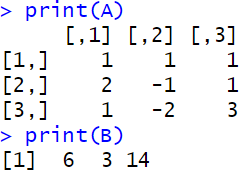 > print(A)
     [,1] [,2] [,3]
[1,]    1    1    1
[2,]    2   -1    1
[3,]    1   -2    3
> print(B)
[1]  6  3 14